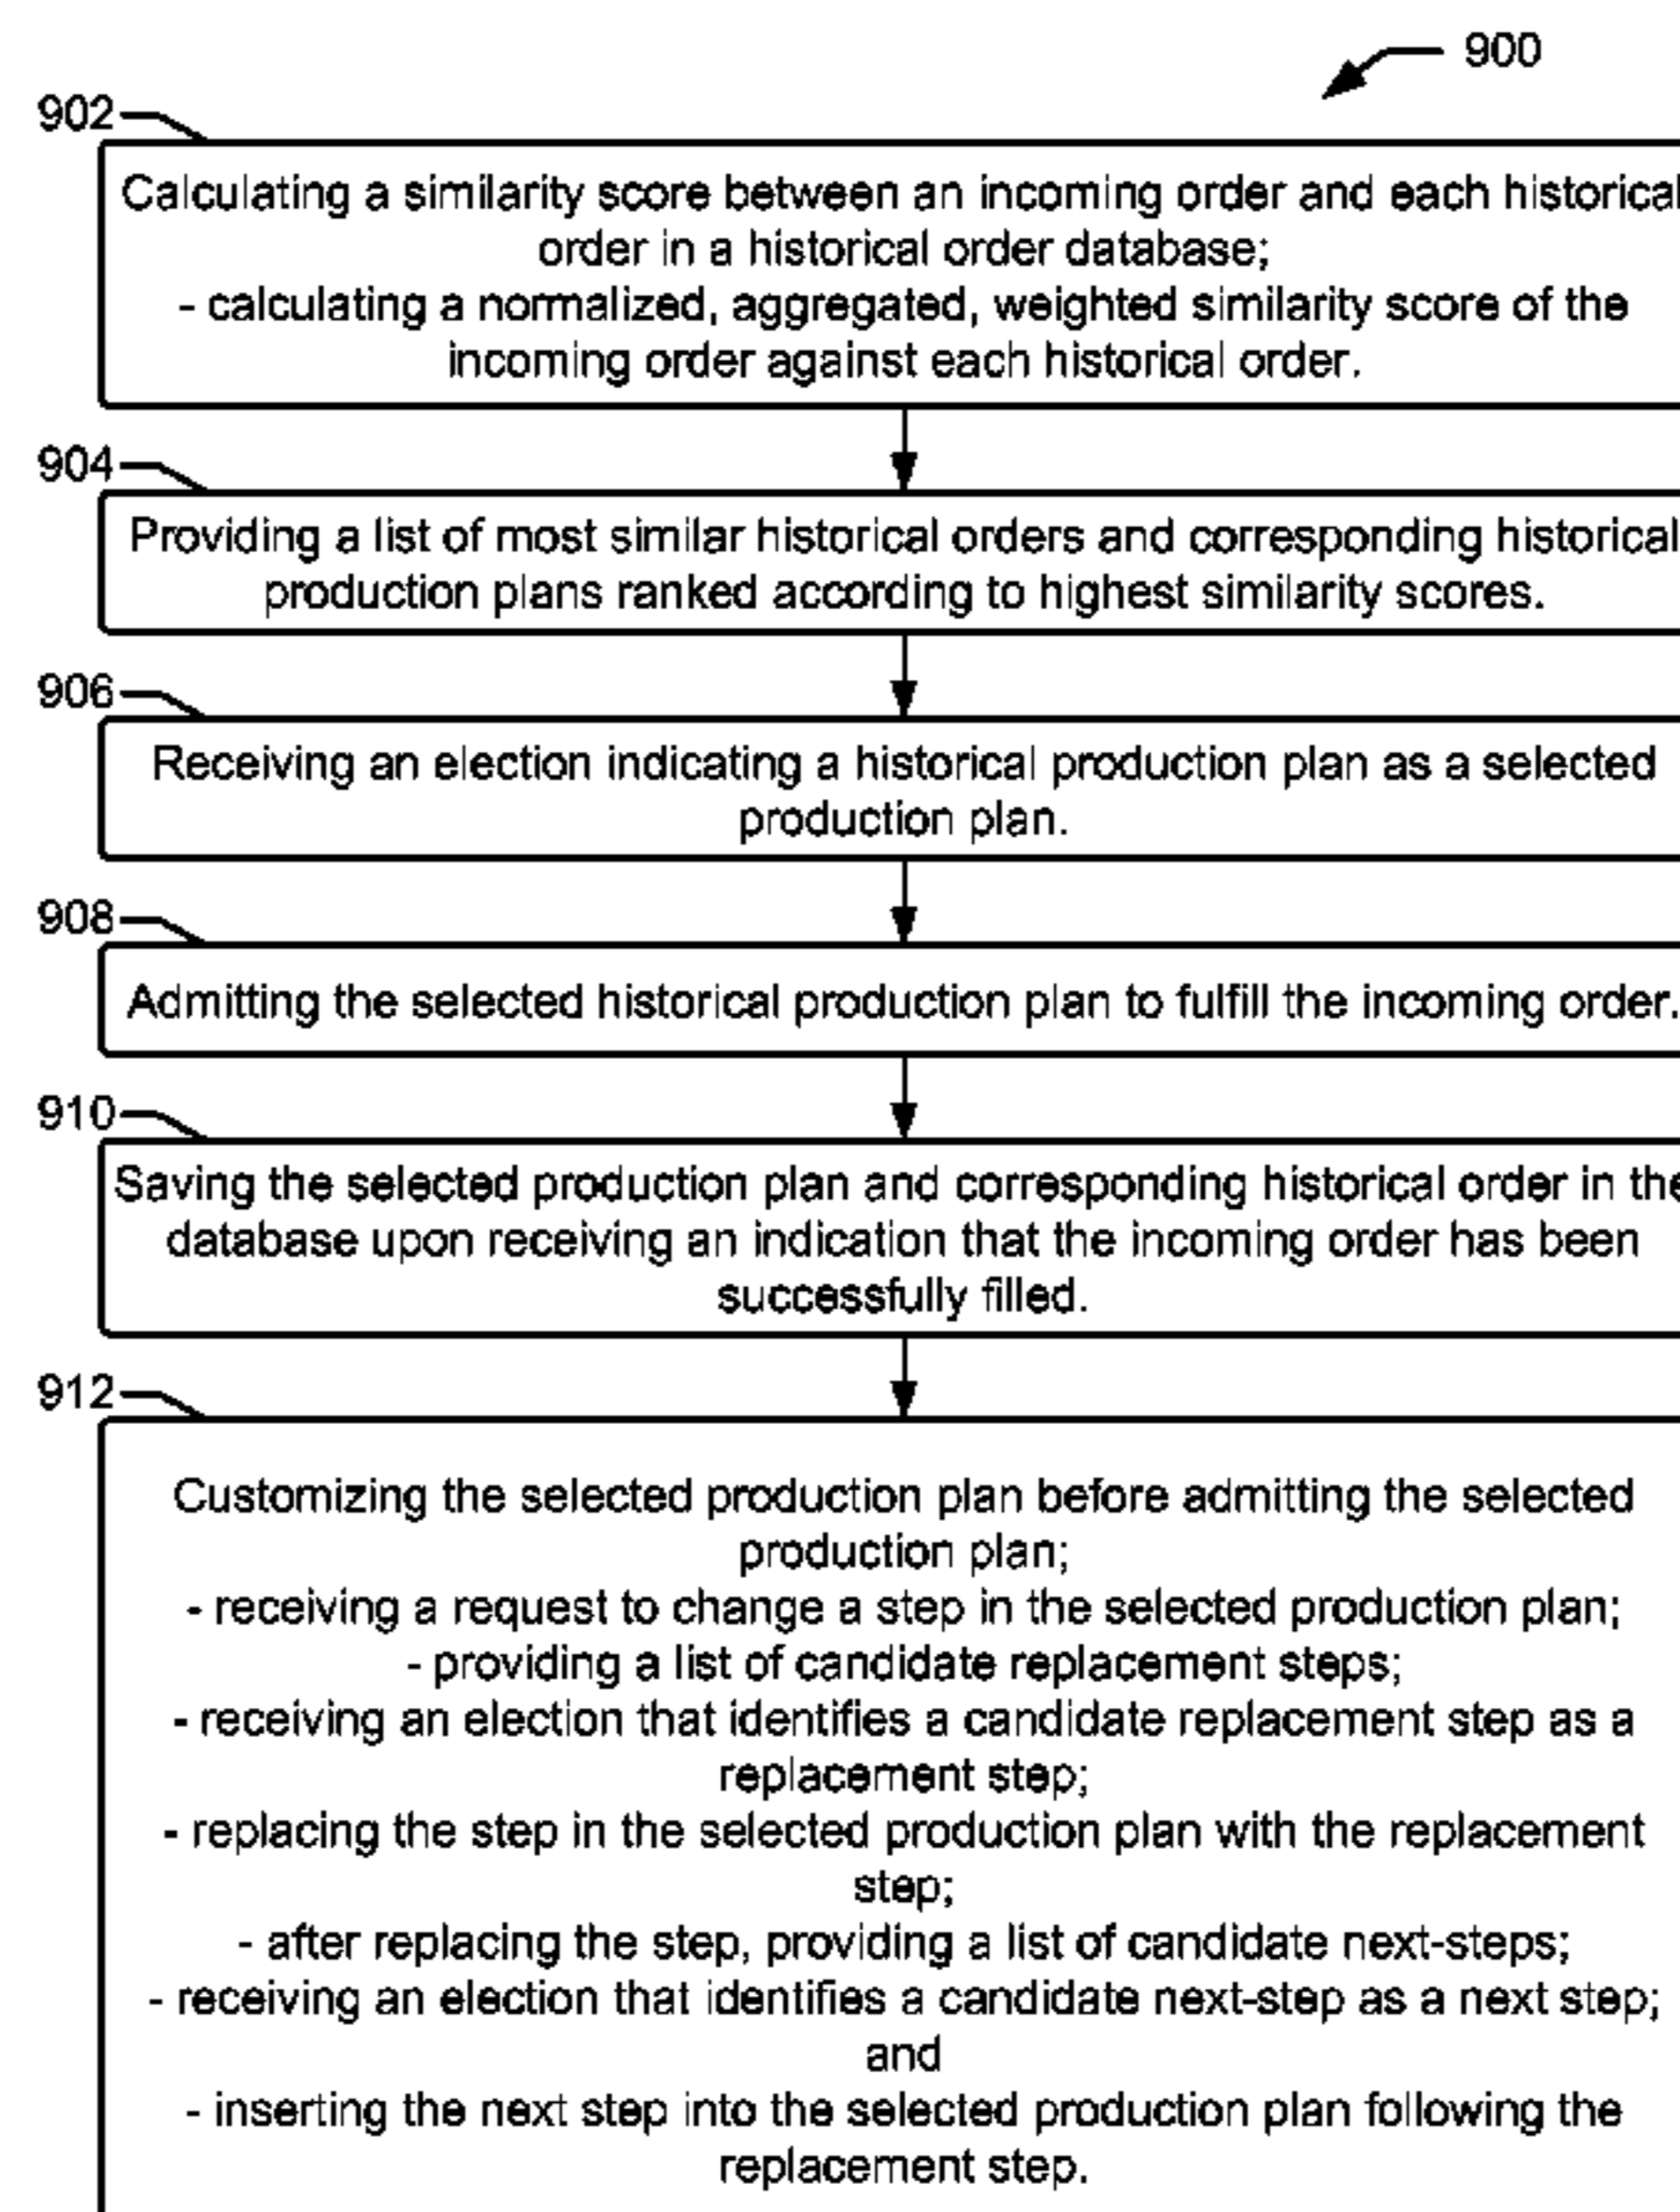 900
902
Calculating a similarity score between an incoming order and each historical
order in a historical order database;
- calculating a normalized, aggregated, weighted similarity score of the
incoming order against each historical order.
904
Providing a list of most similar historical orders and corresponding historical
production plans ranked according to highest similarity scores.
906
Receiving an election indicating a historical production plan as a selected
production plan.
908
Admitting the selected historical production plan to fulfill the incoming order.
910
Saving the selected production plan and corresponding historical order in the
database upon receiving an indication that the incoming order has been
successfully filled.
912
Customizing the selected production plan before admitting the selected
production plan;
- receiving a request to change a step in the selected production plan;
- providing a list of candidate replacement steps;
- receiving an election that identifies a candidate replacement step as a
replacement step;
- replacing the step in the selected production plan with the replacement
step;
- after replacing the step, providing a list of candidate next-steps;
- receiving an election that identifies a candidate next-step as a next step;
and
- inserting the next step into the selected production plan following the
replacement step.